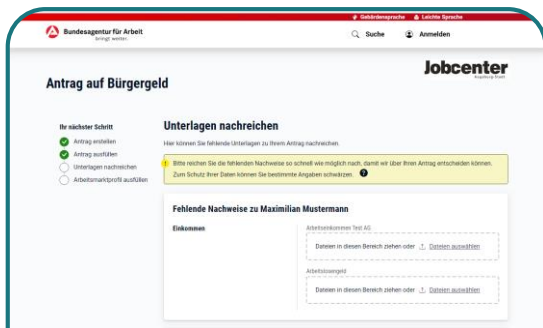 Gebärdensprache Leichte Sprache
Bundesagentur für Arbeit
bringt weiter.
Suche Anmelden
Jobcenter
Antrag auf Bürgergeld
Ihr nächster Schritt
Antrag erstellen
Antrag ausfüllen
Unterlagen nachreichen
Arbeitsmarktprofil ausfüllen
Unterlagen nachreichen
Hier können Sie fehlende Unterlagen zu Ihrem Antrag nachreichen.
Bitte reichen Sie die fehlenden Nachweise so schnell wie möglich nach, damit wir über Ihren Antrag entscheiden können.
Zum Schutz Ihrer Daten können Sie bestimmte Angaben schwärzen. ?
Fehlende Nachweise zu Maximilian Mustermann
Einkommen
Arbeitseinkommen Test AG
Dateien in diesen Bereich ziehen oder Dateien auswählen
Arbeitslosengeld
Dateien in diesen Bereich ziehen oder Dateien auswählen